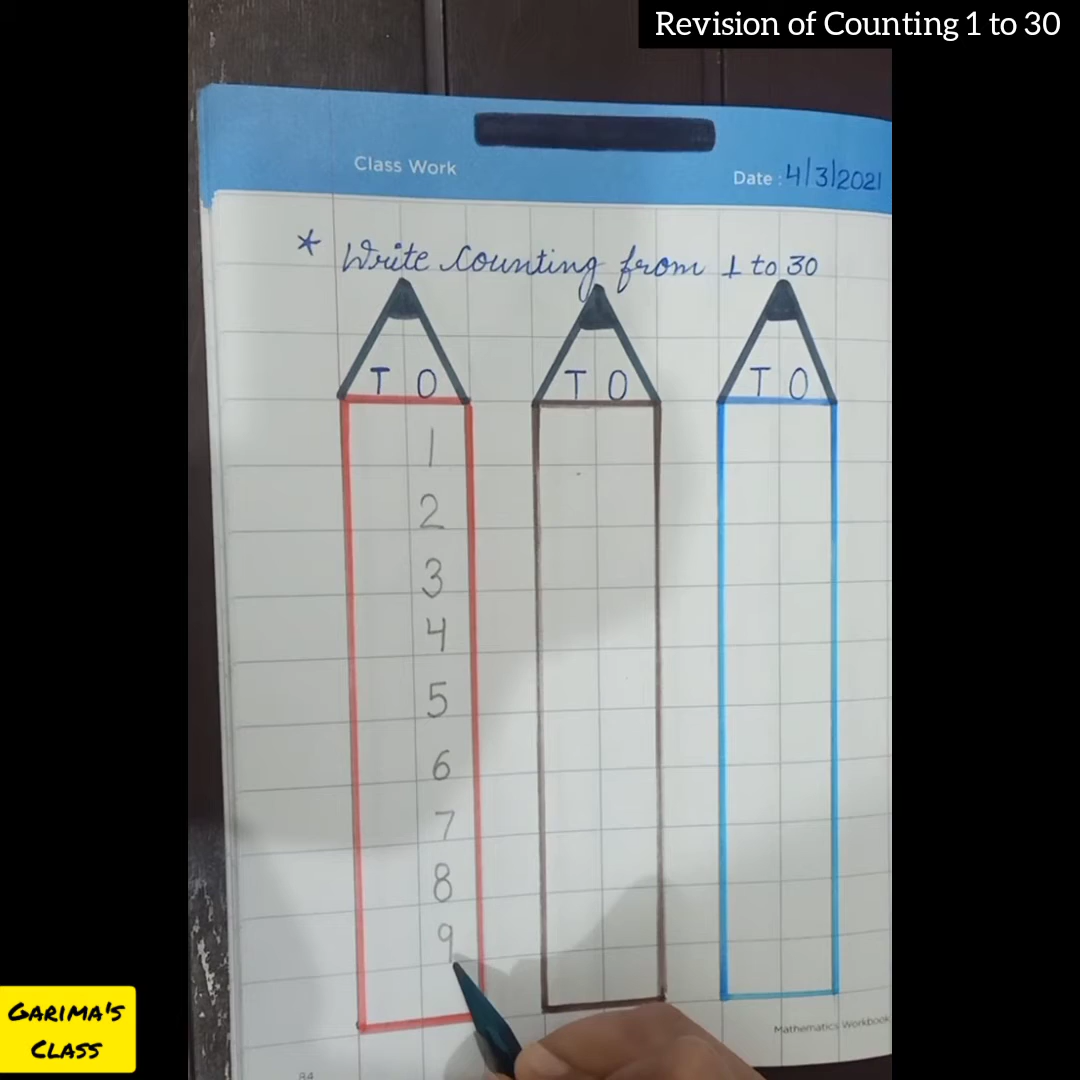 Revision of Counting 1 to 30
Class Work
Date : 4/3/2021
* Write Counting from 1 to 30
T O T O T O
1
2
3
4
5
6
7
8
9
Mathematics Workbook
84
GARIMA'S
CLASS